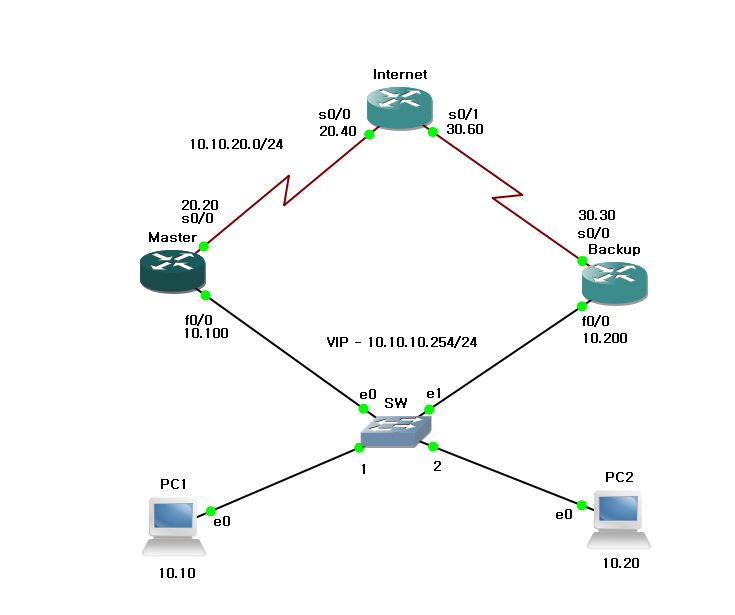 Internet
s0/0
20.40
s0/1
30.60
10.10.20.0/24
20.20
s0/0
Master
30.30
s0/0
Backup
f0/0
10.100
VIP - 10.10.10.254/24
f0/0
10.200
e0
SW
e1
1
2
PC1
e0
10.10
PC2
e0
10.20